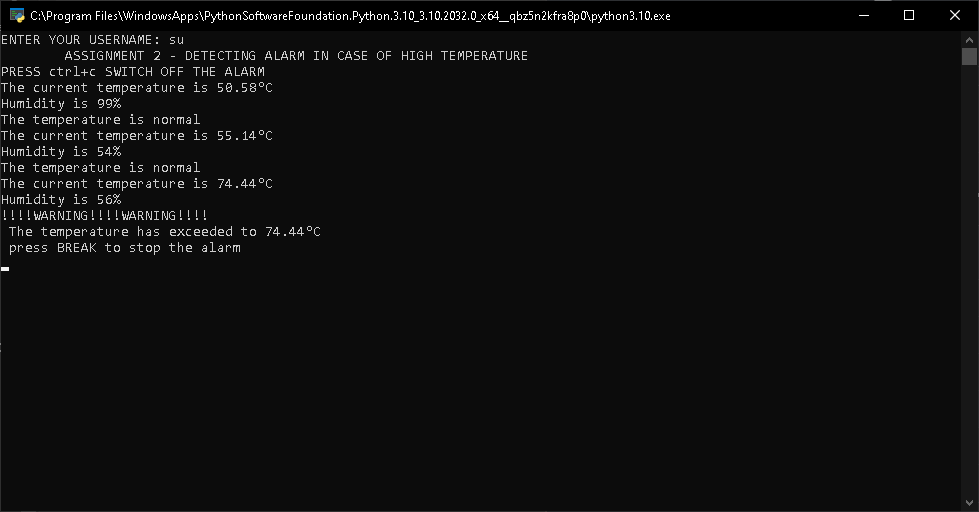 C:\Program Files\WindowsApps\PythonSoftwareFoundation.Python.3.10_3.10.2032.0_x64__qbz5n2kfra8p0\python3.10.exe
ENTER YOUR USERNAME: su
ASSIGNMENT 2 - DETECTING ALARM IN CASE OF HIGH TEMPERATURE
PRESS ctrl+c SWITCH OFF THE ALARM
The current temperature is 50.58°C
Humidity is 99%
The temperature is normal
The current temperature is 55.14°C
Humidity is 54%
The temperature is normal
The current temperature is 74.44°C
Humidity is 56%
!!!!WARNING!!!!WARNING!!!!
The temperature has exceeded to 74.44°C
press BREAK to stop the alarm